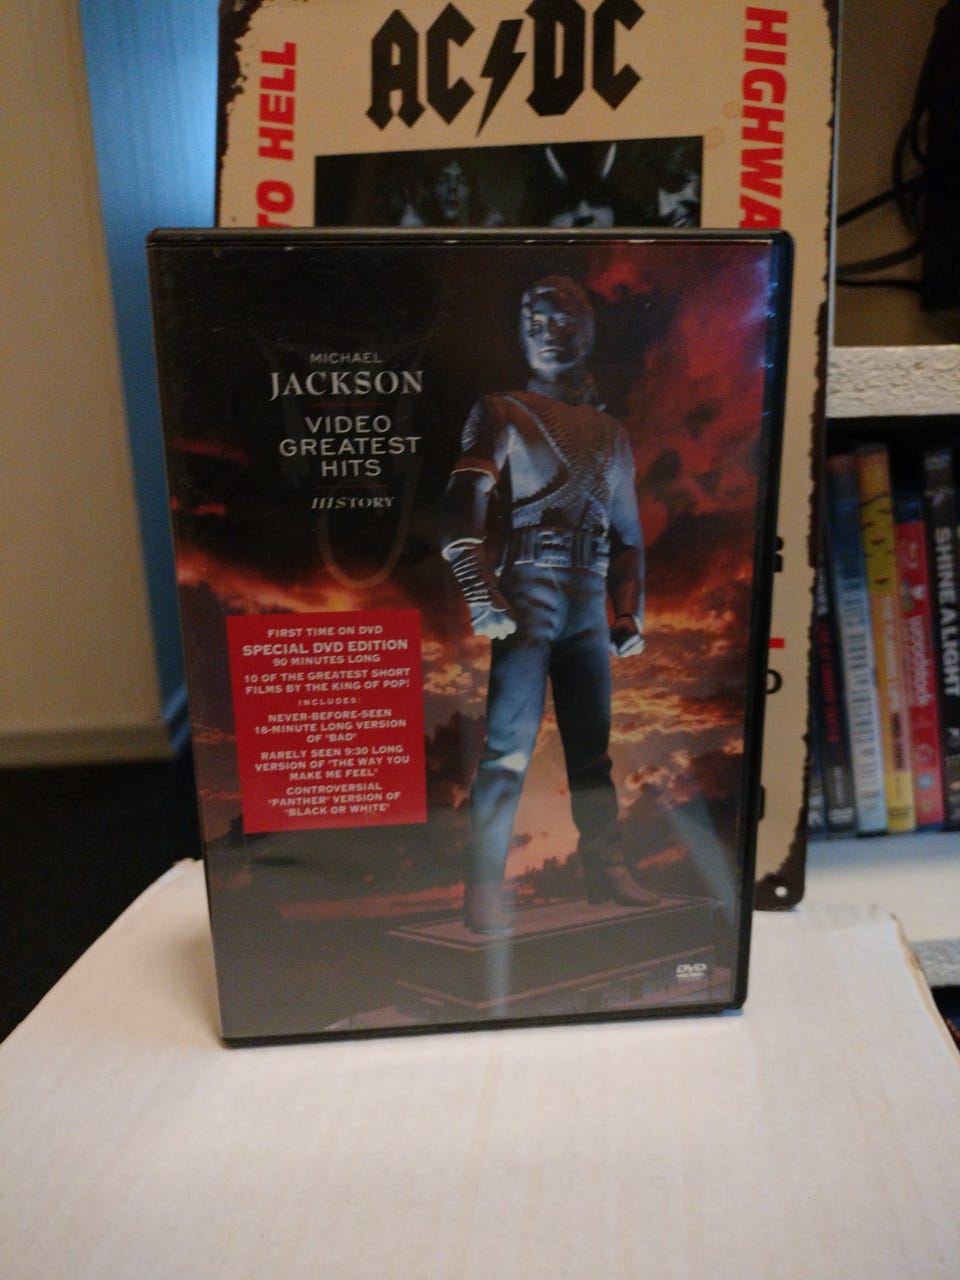 AC DC
TO HELL
HIGHWA
MICHAEL
JACKSON
VIDEO
GREATEST
HITS
HISTORY
FIRST TIME ON DVD
SPECIAL DVD EDITION
90 MINUTES LONG
10 OF THE GREATEST SHORT
FILMS BY THE KING OF POP!
INCLUDES:
NEVER-BEFORE-SEEN
18-MINUTE LONG VERSION
OF "BAD"
RARELY SEEN 9:30 LONG
VERSION OF "THE WAY YOU
MAKE ME FEEL"
CONTROVERSIAL
"PANTHER" VERSION OF
"BLACK OR WHITE"
DVD
Woodstock
SHINE A LIGHT